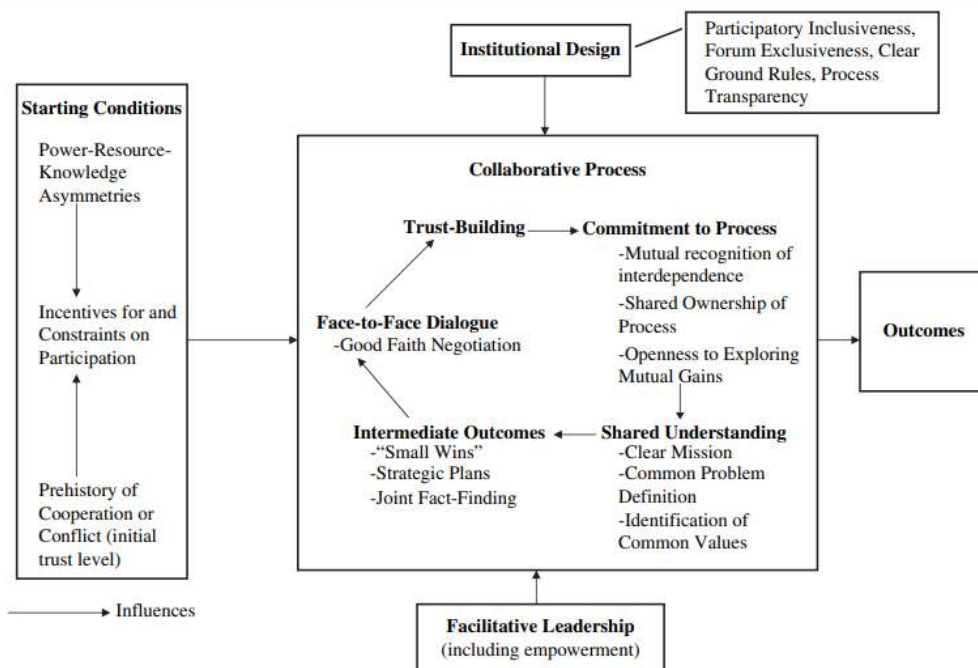 Institutional Design
Participatory Inclusiveness,
Forum Exclusiveness, Clear
Ground Rules, Process
Transparency
Starting Conditions
Power-Resource-
Knowledge
Asymmetries
Incentives for and
Constraints on
Participation
Prehistory of
Cooperation or
Conflict (initial
trust level)
Influences
Collaborative Process
Trust-Building
Commitment to Process
-Mutual recognition of
interdependence
-Shared Ownership of
Process
-Openness to Exploring
Mutual Gains
Face-to-Face Dialogue
-Good Faith Negotiation
Intermediate Outcomes
-“Small Wins”
-Strategic Plans
-Joint Fact-Finding
Shared Understanding
-Clear Mission
-Common Problem
Definition
-Identification of
Common Values
Outcomes
Facilitative Leadership
(including empowerment)